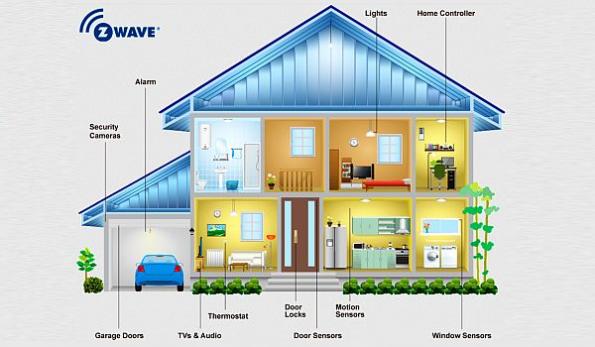 Z WAVE®
Lights
Home Controller
Alarm
Security
Cameras
Thermostat
Door
Locks
Motion
Sensors
Garage Doors
TVs & Audio
Door Sensors
Window Sensors